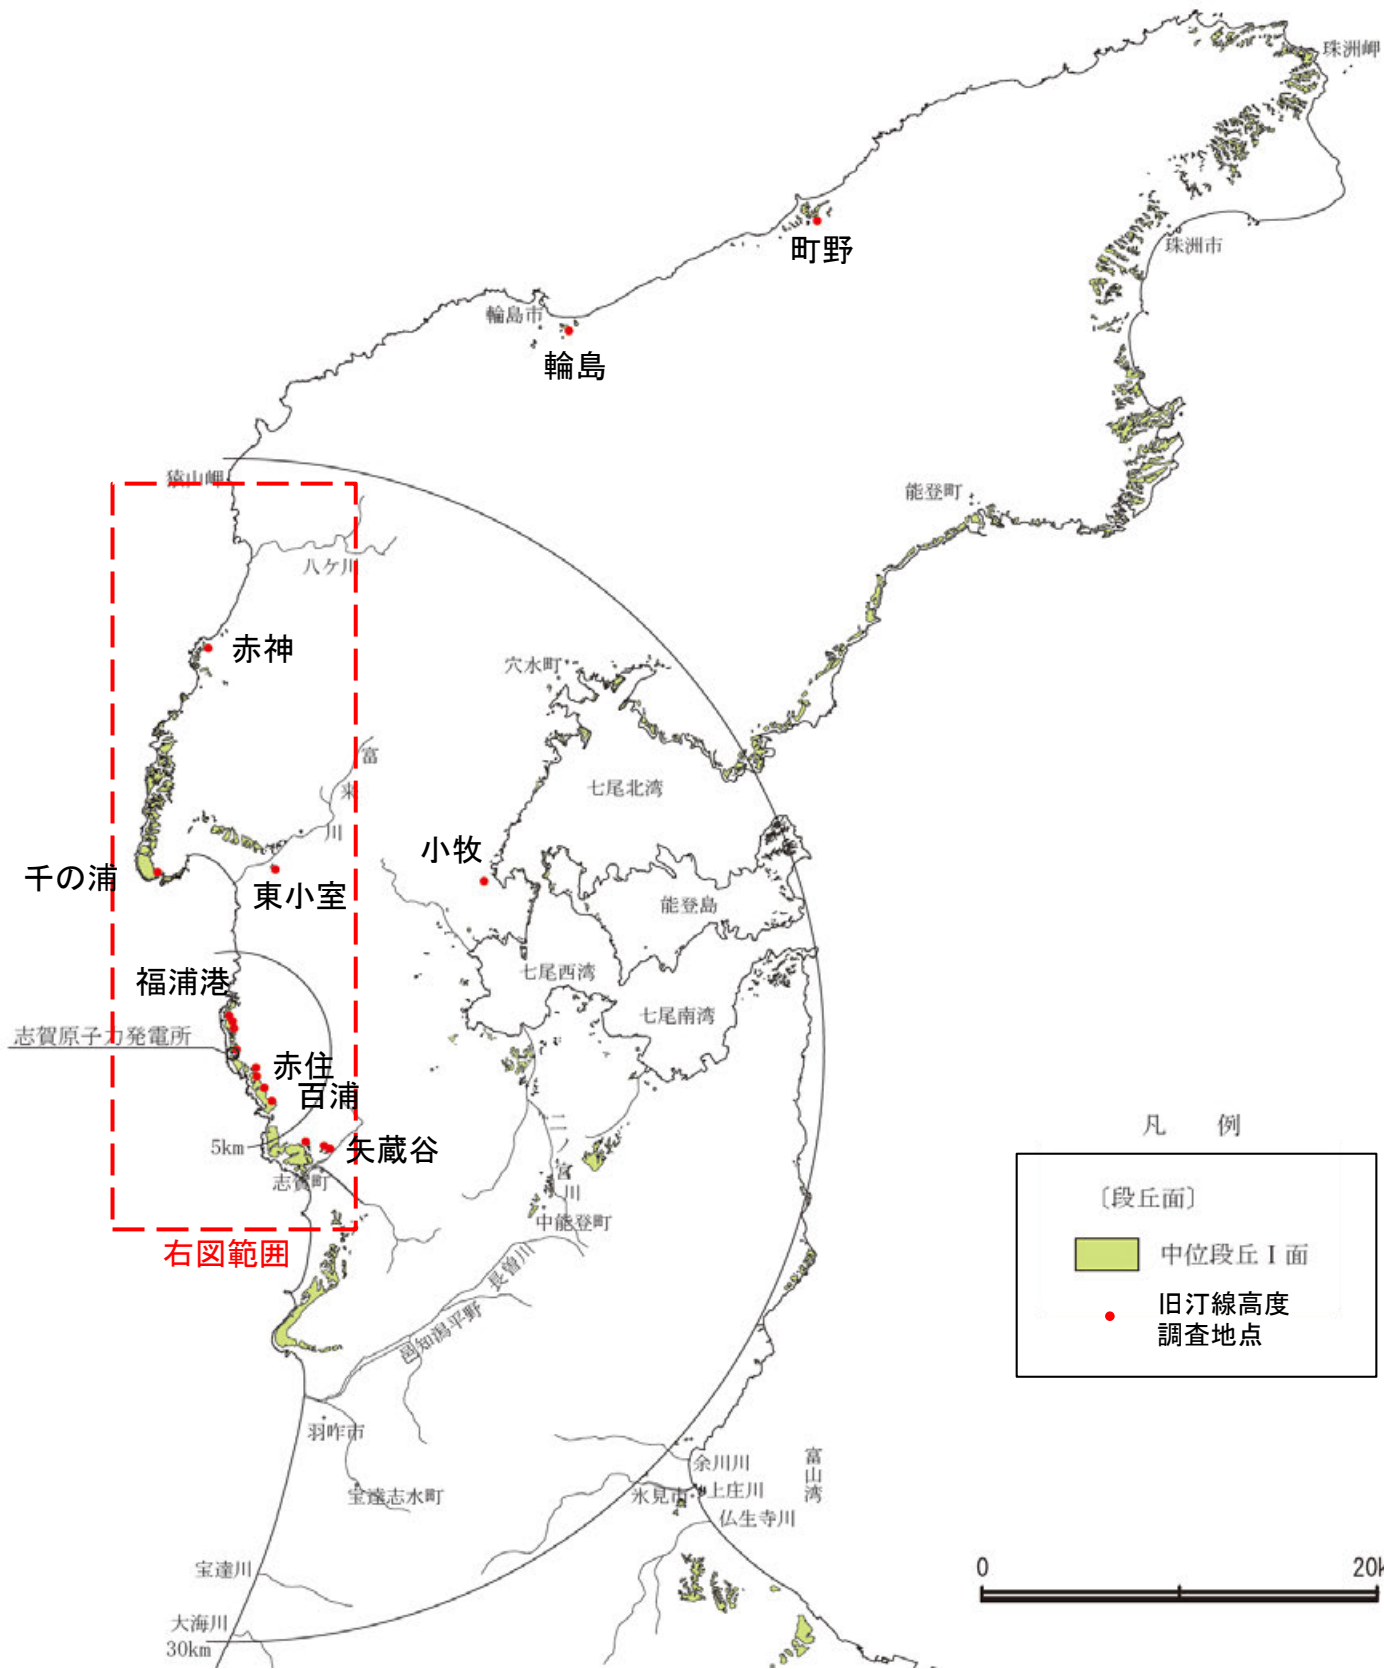 珠洲岬
町野
珠洲市
輪島市
輪島
猿山岬
能登町
八ケ川
赤神
穴水町
富来川
七尾北湾
小牧
千の浦
東小室
能登島
福浦港
七尾西湾
七尾南湾
志賀原子力発電所
赤住
百浦
5km
矢蔵谷
志賀町
二ノ宮川
中能登町
右図範囲
長曽川
邑知潟平野
羽咋市
宝達志水町
余川川
富山湾
氷見市
上庄川
仏生寺川
宝達川
大海川
30km
凡 例
〔段丘面〕
中位段丘Ⅰ面
旧汀線高度
調査地点
0
20k